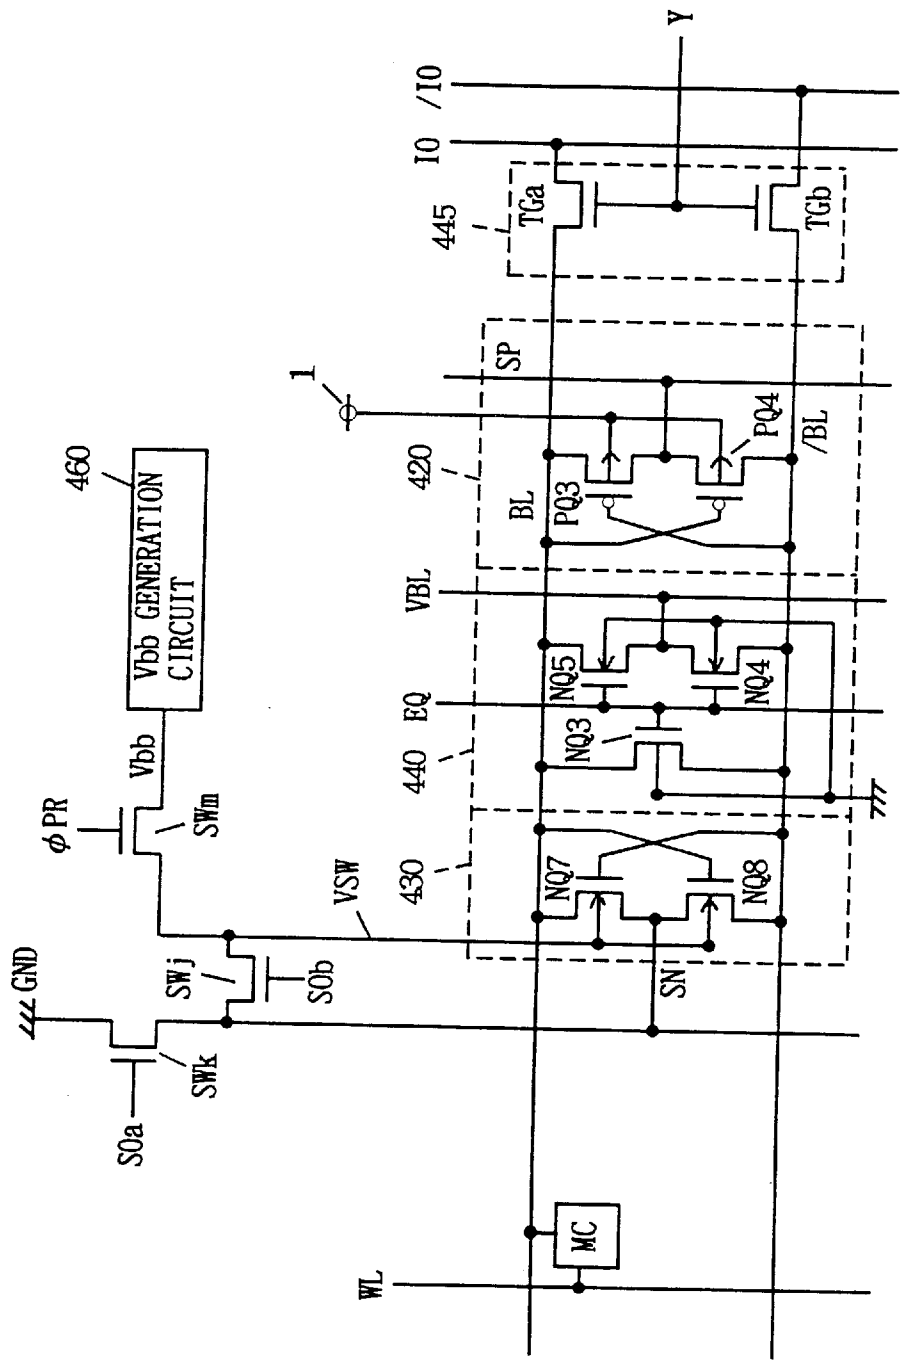 GND
SOa
SWk
SWj
SOb
φPR
SWm
Vbb
Vbb GENERATION
CIRCUIT
460
VSW
1
WL
MC
SN
430
NQ7
NQ8
440
EQ
NQ3
NQ5
NQ4
VBL
420
BL
PQ3
PQ4
/BL
SP
445
TGa
TGb
IO
/IO
Y